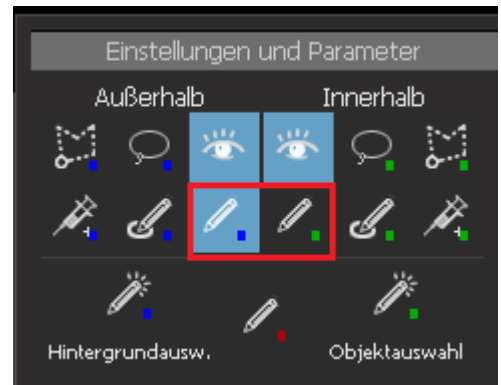 Einstellungen und Parameter
Außerhalb Innerhalb
Hintergrundausw. Objektauswahl